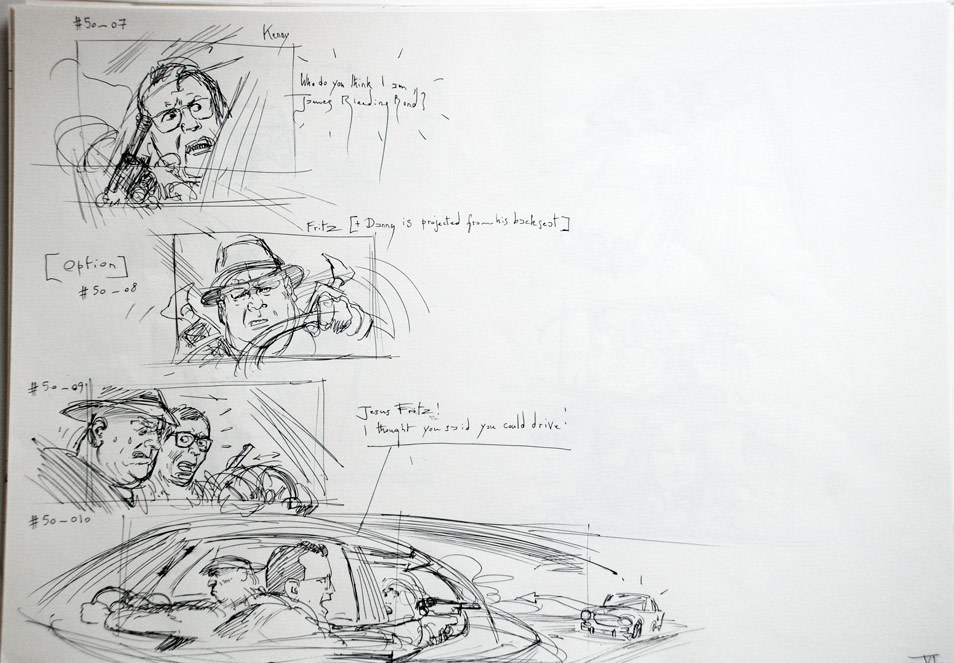 #50-07
Kenny
Who do you think I am
James Bleeding Bond?
Fritz [+ Danny is projected from his backseat]
[option]
#50-08
#50-09
Jesus Fritz!
I thought you said you could drive!
#50-010